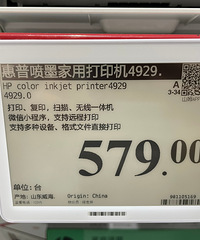 惠普喷墨家用打印机4929.
HP color inkjet printer4929
4929.0
A
3-34
打印、复印，扫描、无线一体机
微信小程序，支持远程打印
支持多种设备、格式文件直接打印
579.00
单位：台
产地：山东威海.
Origin: China